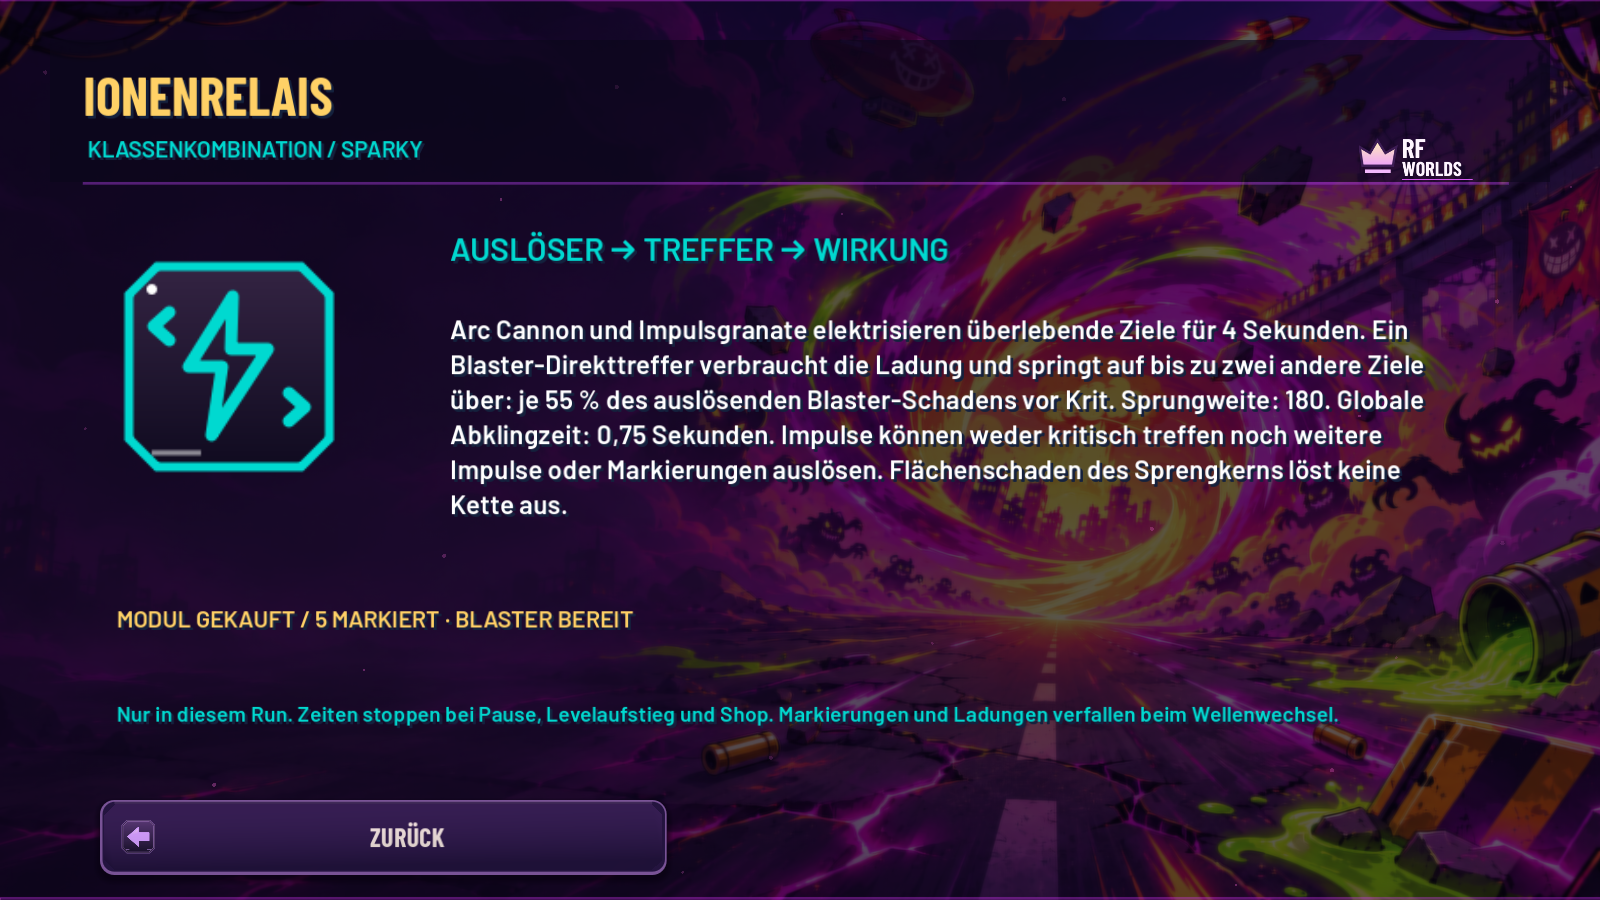 IONENRELAIS
KLASSENKOMBINATION / SPARKY
RF
WORLDS
AUSLÖSER → TREFFER → WIRKUNG
Arc Cannon und Impulsgranate elektrisieren überlebende Ziele für 4 Sekunden. Ein
Blaster-Direkttreffer verbraucht die Ladung und springt auf bis zu zwei andere Ziele
über: je 55 % des auslösenden Blaster-Schadens vor Krit. Sprungweite: 180. Globale
Abklingzeit: 0,75 Sekunden. Impulse können weder kritisch treffen noch weitere
Impulse oder Markierungen auslösen. Flächenschaden des Sprengkerns löst keine
Kette aus.
MODUL GEKAUFT / 5 MARKIERT · BLASTER BEREIT
Nur in diesem Run. Zeiten stoppen bei Pause, Levelaufstieg und Shop. Markierungen und Ladungen verfallen beim Wellenwechsel.
ZURÜCK